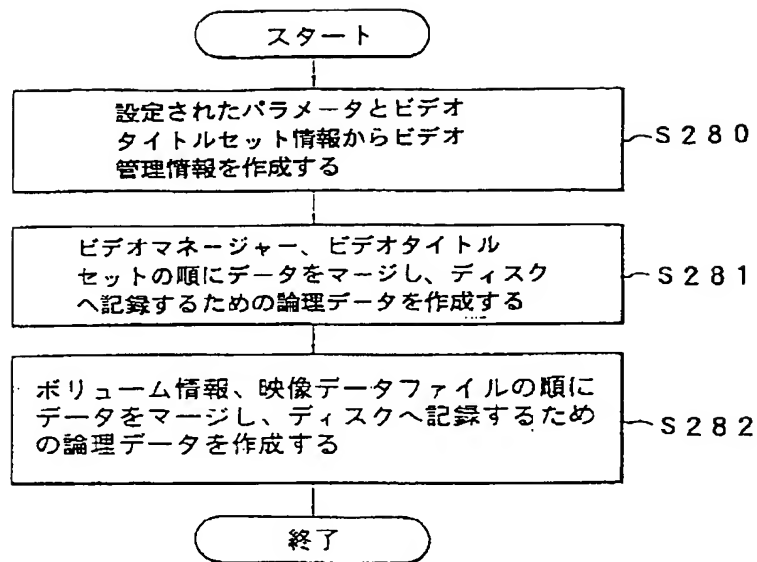 スタート
設定されたパラメータとビデオ
タイトルセット情報からビデオ
管理情報を作成する
S280
ビデオマネージャー、ビデオタイトル
セットの順にデータをマージし、ディスク
へ記録するための論理データを作成する
S281
ボリューム情報、映像データファイルの順に
データをマージし、ディスクへ記録するため
の論理データを作成する
S282
終了